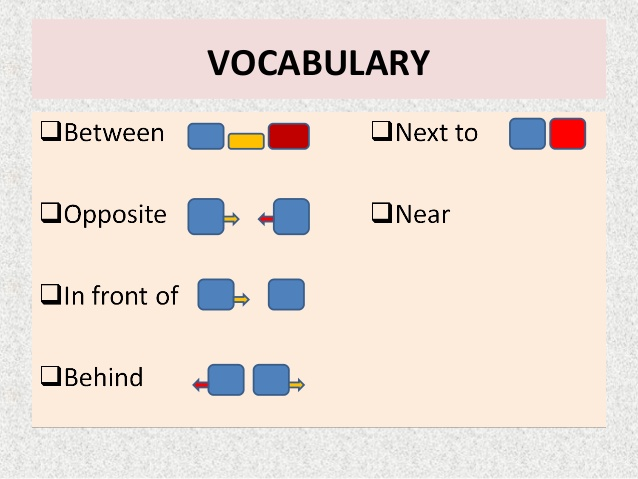 VOCABULARY
❑Between
❑Opposite
❑In front of
❑Behind
❑Next to
❑Near